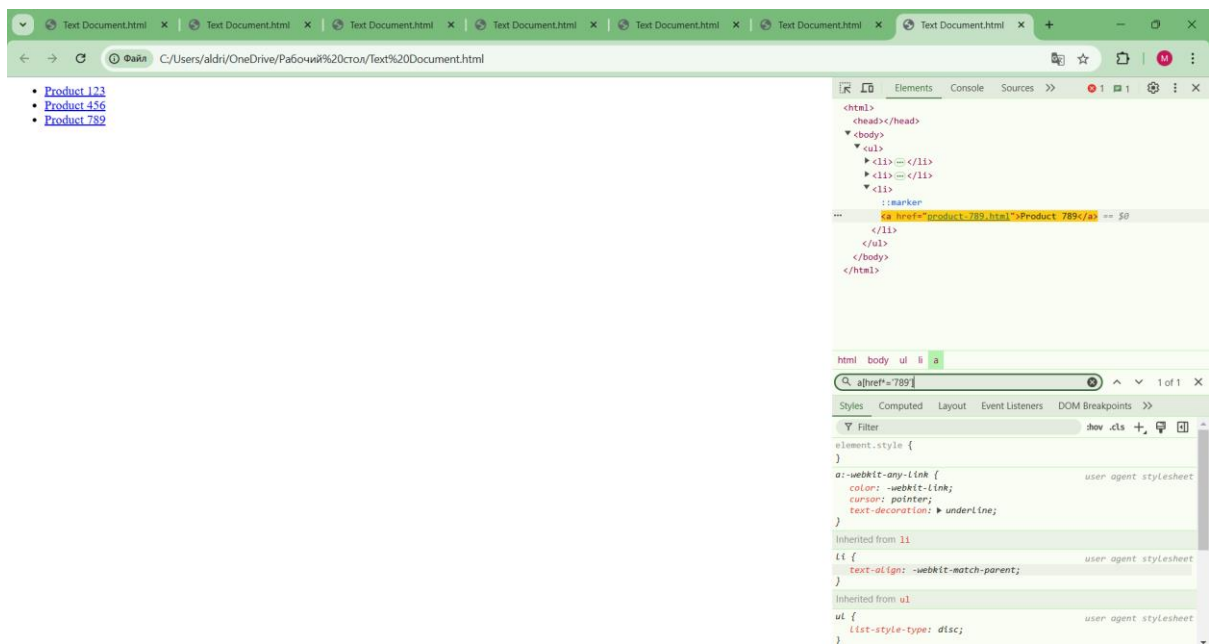 Text Document.html Text Document.html Text Document.html Text Document.html Text Document.html Text Document.html Text Document.html
Файл C:/Users/aldri/OneDrive/Рабочий%20стол/Text%20Document.html M
Product 123
Product 456
Product 789
Elements Console Sources 1 1
<html>
<head></head>
<body>
<ul>
<li> … </li>
<li> … </li>
<li>
::marker
<a href="product-789.html">Product 789</a> == $0
</li>
</ul>
</body>
</html>
html body ul li a
a[href*='789'] 1 of 1
Styles Computed Layout Event Listeners DOM Breakpoints
Filter :hov .cls
element.style {
}
a:-webkit-any-link { user agent stylesheet
color: -webkit-link;
cursor: pointer;
text-decoration: underline;
}
Inherited from li
li { user agent stylesheet
text-align: -webkit-match-parent;
}
Inherited from ul
ul { user agent stylesheet
list-style-type: disc;
}